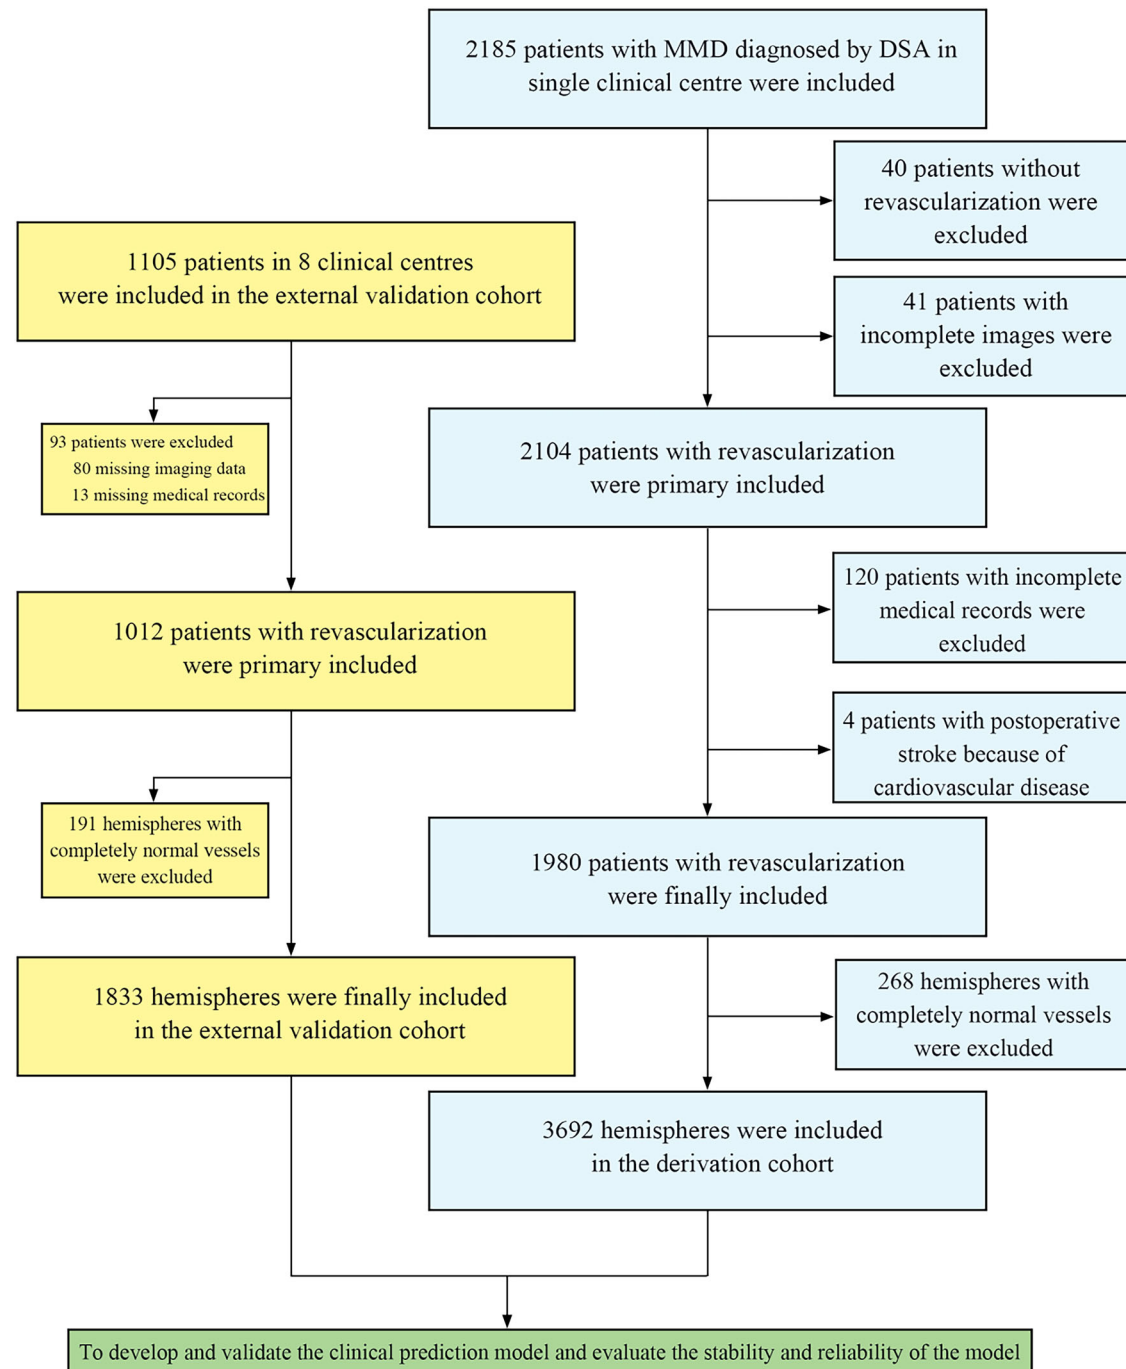 2185 patients with MMD diagnosed by DSA in
single clinical centre were included
40 patients without
revascularization were
excluded
1105 patients in 8 clinical centres
were included in the external validation cohort
41 patients with
incomplete images were
excluded
93 patients were excluded
80 missing imaging data
13 missing medical records
2104 patients with revascularization
were primary included
120 patients with incomplete
medical records were
excluded
1012 patients with revascularization
were primary included
4 patients with postoperative
stroke because of
cardiovascular disease
191 hemispheres with
completely normal vessels
were excluded
1980 patients with revascularization
were finally included
1833 hemispheres were finally included
in the external validation cohort
268 hemispheres with
completely normal vessels
were excluded
3692 hemispheres were included
in the derivation cohort
To develop and validate the clinical prediction model and evaluate the stability and reliability of the model